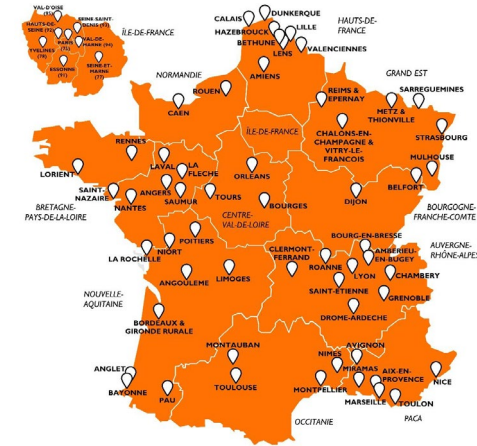 VAL-D'OISE
(95)
SEINE-SAINT-
DENIS (93)
HAUTS-DE-
SEINE (92)
PARIS
(75)
VAL-DE-
MARNE (94)
YVELINES
(78)
ESSONNE
(91)
SEINE-ET-
MARNE
(77)
ÎLE-DE-FRANCE
CALAIS
DUNKERQUE
HAZEBROUCK
LILLE
BETHUNE
LENS
VALENCIENNES
HAUTS-DE-
FRANCE
AMIENS
NORMANDIE
ROUEN
CAEN
GRAND EST
REIMS &
EPERNAY
SARREGUEMINES
METZ &
THIONVILLE
ÎLE-DE-FRANCE
CHALONS-EN-
CHAMPAGNE &
VITRY-LE-
FRANCOIS
STRASBOURG
MULHOUSE
RENNES
LAVAL
LA
FLECHE
ORLÉANS
LORIENT
BELFORT
SAINT-
NAZAIRE
ANGERS
SAUMUR
TOURS
NANTES
BOURGES
DIJON
BRETAGNE-
PAYS-DE-LA-LOIRE
CENTRE-
VAL-DE-LOIRE
BOURGOGNE-
FRANCHE-COMTE
POITIERS
NIORT
LA ROCHELLE
BOURG-EN-BRESSE
AMBÉRIEU-
EN-BUGEY
AUVERGNE-
RHÔNE-ALPES
CLERMONT-
FERRAND
ROANNE
LYON
CHAMBERY
ANGOULEME
LIMOGES
SAINT-ETIENNE
GRENOBLE
NOUVELLE-
AQUITAINE
DROME-ARDECHE
BORDEAUX &
GIRONDE RURALE
MONTAUBAN
AVIGNON
NIMES
MIRAMAS
AIX-EN-
PROVENCE
NICE
ANGLET
BAYONNE
PAU
TOULOUSE
MONTPELLIER
MARSEILLE
TOULON
OCCITANIE
PACA